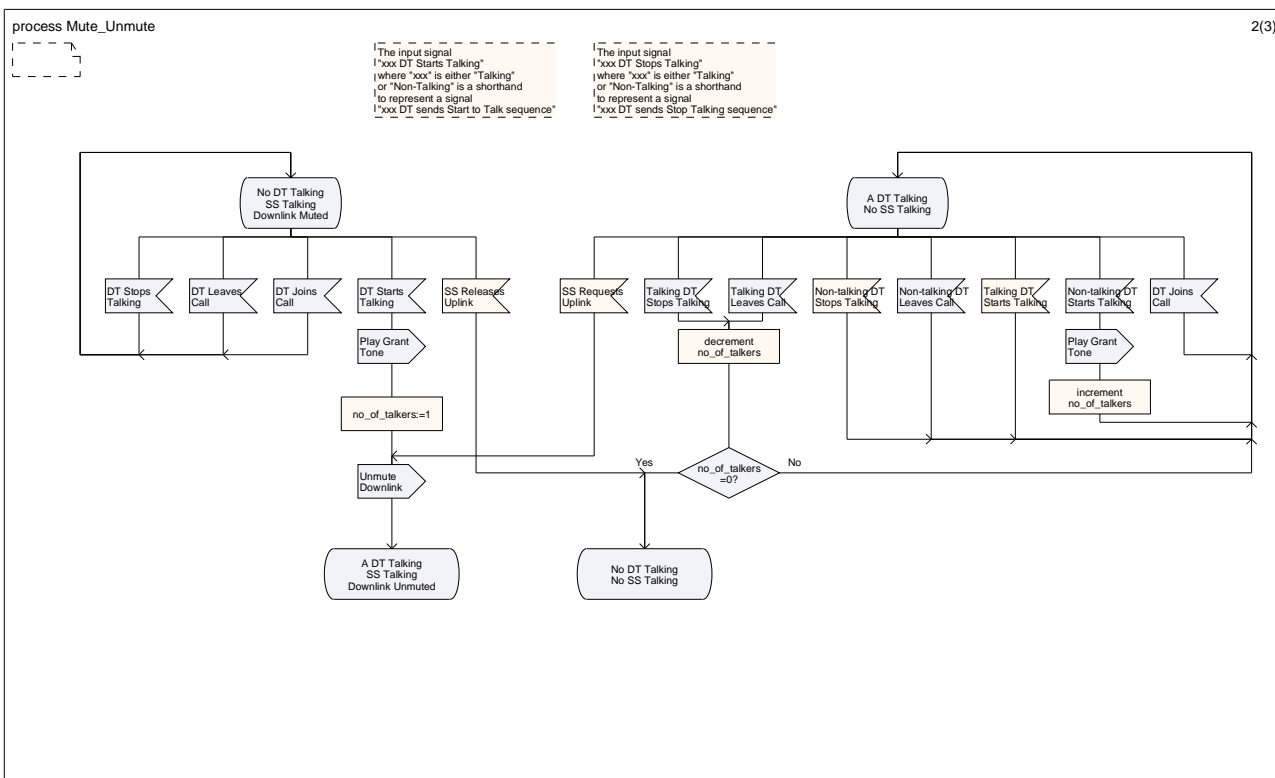 process Mute_Unmute
2(3)
The input signal
"xxx DT Starts Talking"
where "xxx" is either "Talking"
or "Non-Talking" is a shorthand
to represent a signal
"xxx DT sends Start to Talk sequence"
The input signal
"xxx DT Stops Talking"
where "xxx" is either "Talking"
or "Non-Talking" is a shorthand
to represent a signal
"xxx DT sends Stop Talking sequence"
No DT Talking
SS Talking
Downlink Muted
A DT Talking
No SS Talking
DT Stops
Talking
DT Leaves
Call
DT Joins
Call
DT Starts
Talking
SS Releases
Uplink
SS Requests
Uplink
Talking DT
Stops Talking
Talking DT
Leaves Call
Non-talking DT
Stops Talking
Non-talking DT
Leaves Call
Talking DT
Starts Talking
Non-talking DT
Starts Talking
DT Joins
Call
Play Grant
Tone
decrement
no_of_talkers
Play Grant
Tone
no_of_talkers:=1
increment
no_of_talkers
Unmute
Downlink
Yes
no_of_talkers
=0?
No
A DT Talking
SS Talking
Downlink Unmuted
No DT Talking
No SS Talking